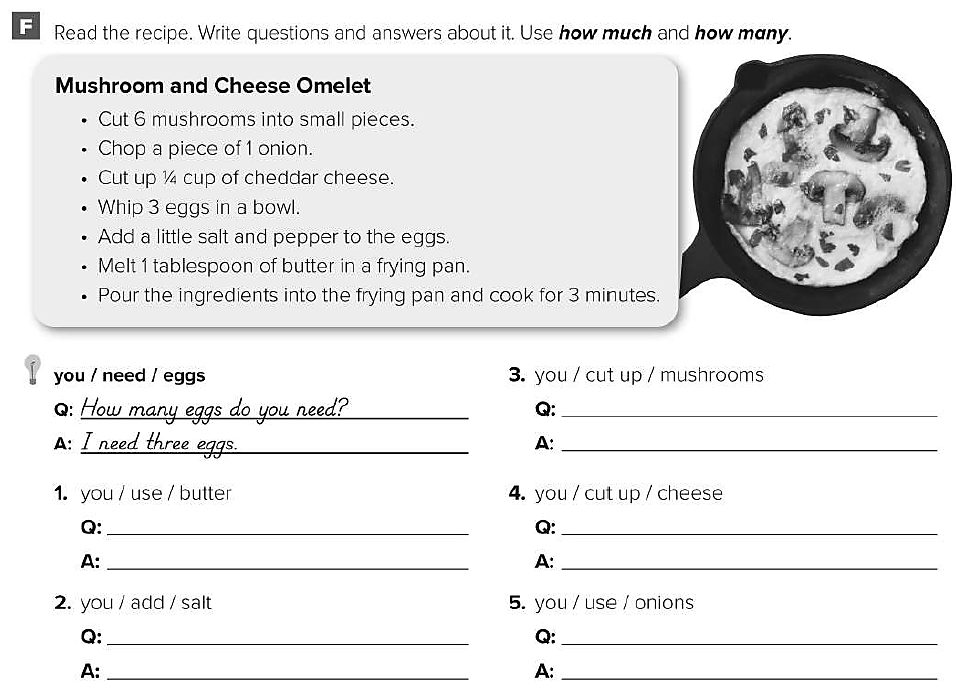 F Read the recipe. Write questions and answers about it. Use how much and how many.
Mushroom and Cheese Omelet
• Cut 6 mushrooms into small pieces.
• Chop a piece of 1 onion.
• Cut up ¼ cup of cheddar cheese.
• Whip 3 eggs in a bowl.
• Add a little salt and pepper to the eggs.
• Melt 1 tablespoon of butter in a frying pan.
• Pour the ingredients into the frying pan and cook for 3 minutes.
you / need / eggs
Q: How many eggs do you need?
A: I need three eggs.
1. you / use / butter
Q:
A:
2. you / add / salt
Q:
A:
3. you / cut up / mushrooms
Q:
A:
4. you / cut up / cheese
Q:
A:
5. you / use / onions
Q:
A: